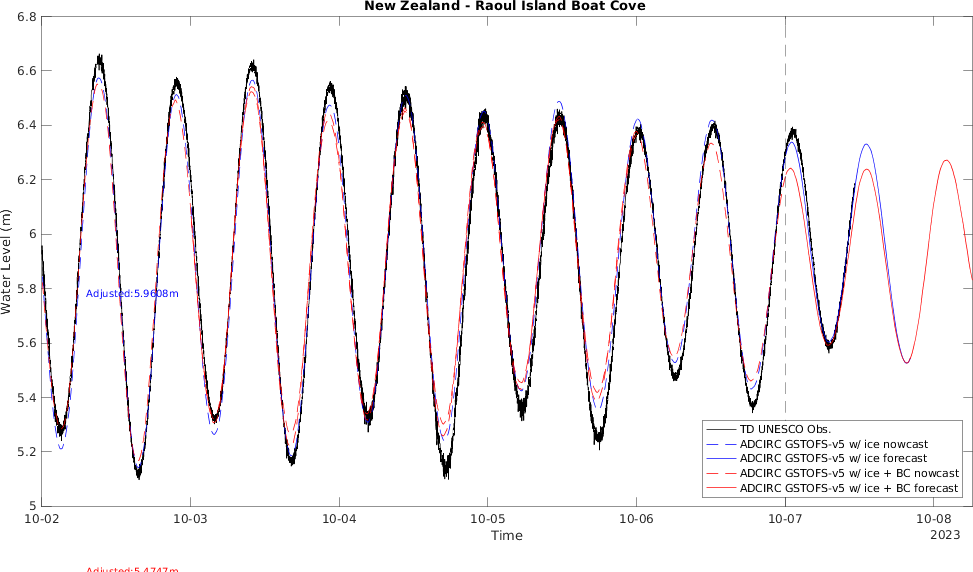 New Zealand - Raoul Island Boat Cove
6.8
6.6
6.4
6.2
6
5.8
5.6
5.4
5.2
5
Water Level (m)
Adjusted:5.9608m
TD UNESCO Obs.
ADCIRC GSTOFS-v5 w/ ice nowcast
ADCIRC GSTOFS-v5 w/ ice forecast
ADCIRC GSTOFS-v5 w/ ice + BC nowcast
ADCIRC GSTOFS-v5 w/ ice + BC forecast
10-02 10-03 10-04 10-05 10-06 10-07 10-08
2023
Time
Adjusted:5.4747m